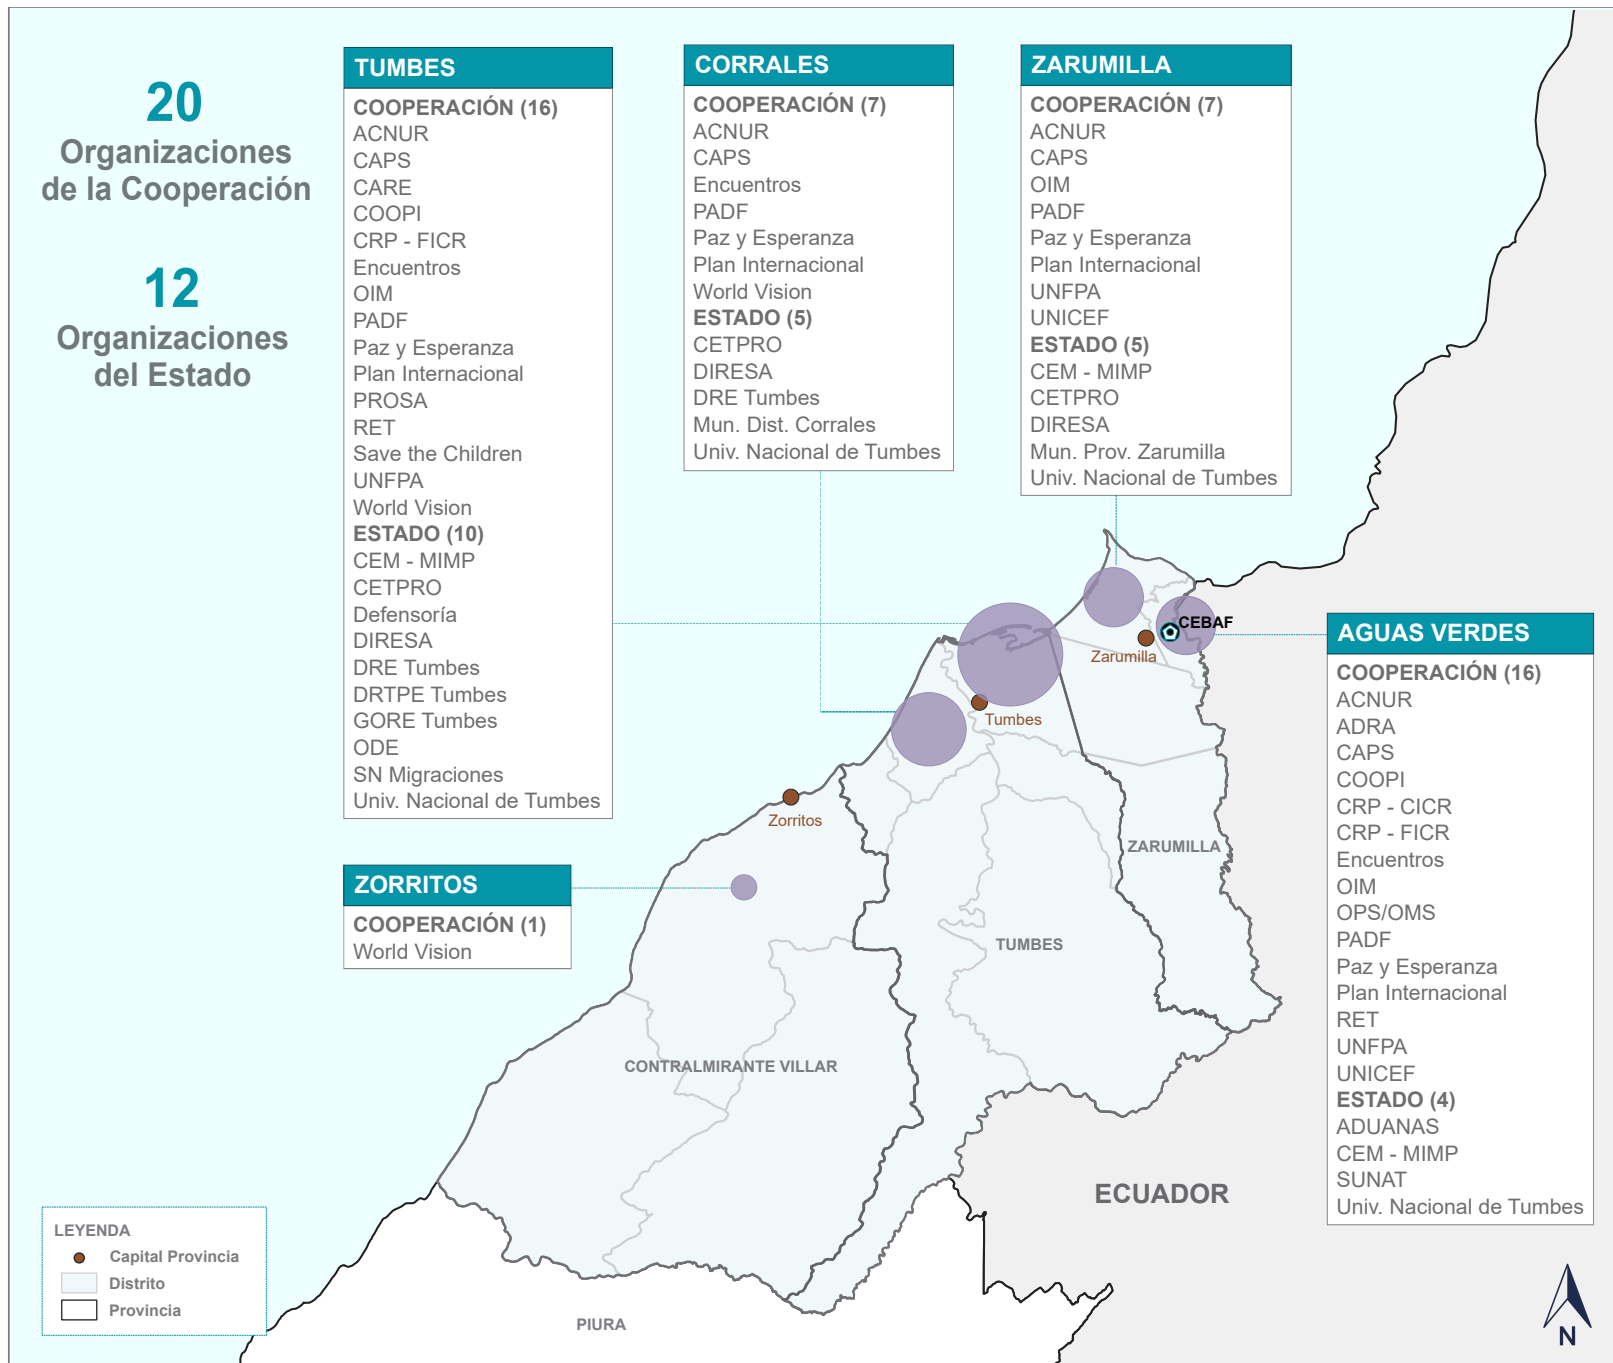 20
Organizaciones
de la Cooperación
12
Organizaciones
del Estado
TUMBES
COOPERACIÓN (16)
ACNUR
CAPS
CARE
COOPI
CRP - FICR
Encuentros
OIM
PADF
Paz y Esperanza
Plan Internacional
PROSA
RET
Save the Children
UNFPA
World Vision
ESTADO (10)
CEM - MIMP
CETPRO
Defensoría
DIRESA
DRE Tumbes
DRTPE Tumbes
GORE Tumbes
ODE
SN Migraciones
Univ. Nacional de Tumbes
CORRALES
COOPERACIÓN (7)
ACNUR
CAPS
Encuentros
PADF
Paz y Esperanza
Plan Internacional
World Vision
ESTADO (5)
CETPRO
DIRESA
DRE Tumbes
Mun. Dist. Corrales
Univ. Nacional de Tumbes
ZARUMILLA
COOPERACIÓN (7)
ACNUR
CAPS
OIM
PADF
Paz y Esperanza
Plan Internacional
UNFPA
UNICEF
ESTADO (5)
CEM - MIMP
CETPRO
DIRESA
Mun. Prov. Zarumilla
Univ. Nacional de Tumbes
AGUAS VERDES
COOPERACIÓN (16)
ACNUR
ADRA
CAPS
COOPI
CRP - CICR
CRP - FICR
Encuentros
OIM
OPS/OMS
PADF
Paz y Esperanza
Plan Internacional
RET
UNFPA
UNICEF
ESTADO (4)
ADUANAS
CEM - MIMP
SUNAT
Univ. Nacional de Tumbes
ZORRITOS
COOPERACIÓN (1)
World Vision
CEBAF
Zarumilla
Tumbes
Zorritos
ZARUMILLA
TUMBES
CONTRALMIRANTE VILLAR
ECUADOR
PIURA
LEYENDA
Capital Provincia
Distrito
Provincia
N